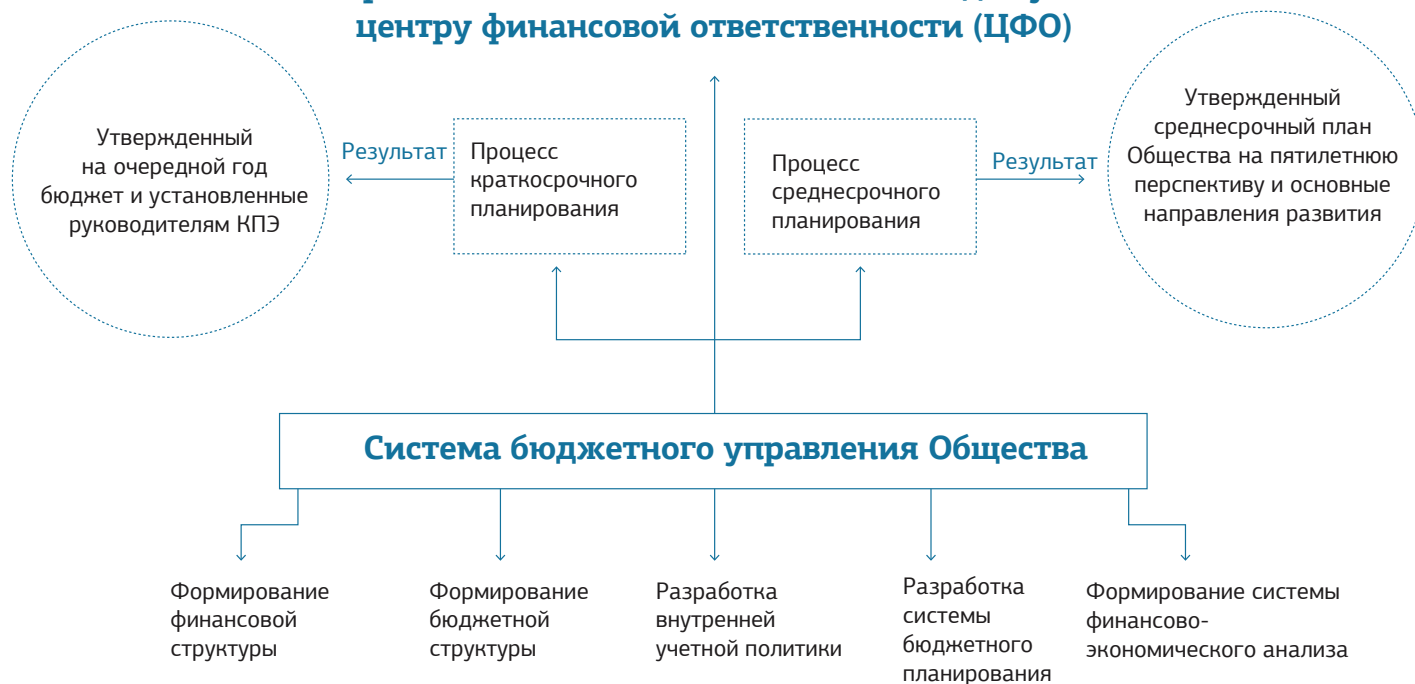 центру финансовой ответственности (ЦФО)
Утвержденный
на очередной год
бюджет и установленные
руководителям КПЭ
Результат
Процесс
краткосрочного
планирования
Процесс
среднесрочного
планирования
Результат
Утвержденный
среднесрочный план
Общества на пятилетнюю
перспективу и основные
направления развития
Система бюджетного управления Общества
Формирование
финансовой
структуры
Формирование
бюджетной
структуры
Разработка
внутренней
учетной политики
Разработка
системы
бюджетного
планирования
Формирование системы
финансово-
экономического анализа